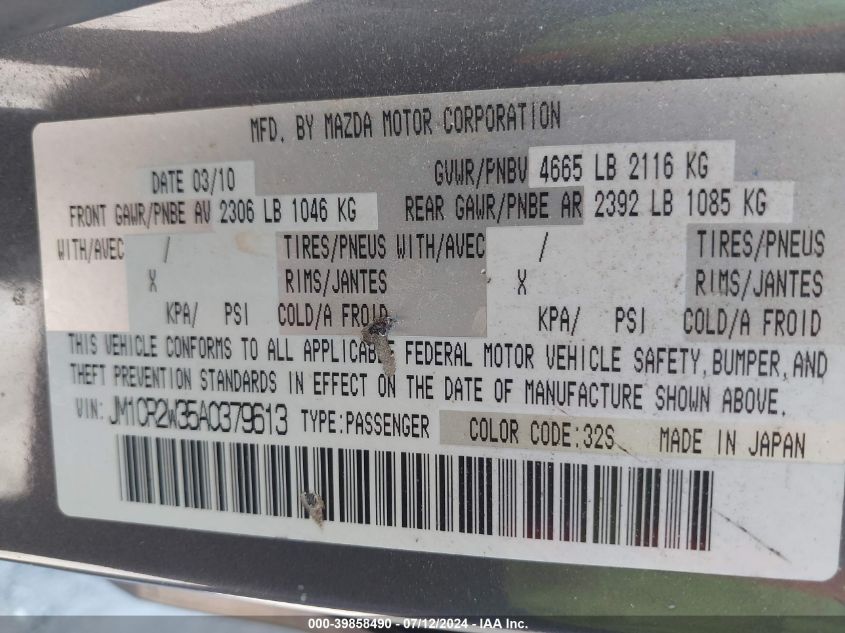 MFD. BY MAZDA MOTOR CORPORATION
DATE 03/10 GVWR/PNBV 4665 LB 2116 KG
FRONT GAWR/PNBE AV 2306 LB 1046 KG REAR GAWR/PNBE AR 2392 LB 1085 KG
WITH/AVEC / TIRES/PNEUS WITH/AVEC / TIRES/PNEUS
X RIMS/JANTES X RIMS/JANTES
KPA/ PSI COLD/A FROID KPA/ PSI COLD/A FROID
THIS VEHICLE CONFORMS TO ALL APPLICABLE FEDERAL MOTOR VEHICLE SAFETY, BUMPER, AND
THEFT PREVENTION STANDARDS IN EFFECT ON THE DATE OF MANUFACTURE SHOWN ABOVE.
VIN: JM1CR2W35A0379613 TYPE:PASSENGER COLOR CODE:32S MADE IN JAPAN
000-39858490 - 07/12/2024 - © IAA Inc.